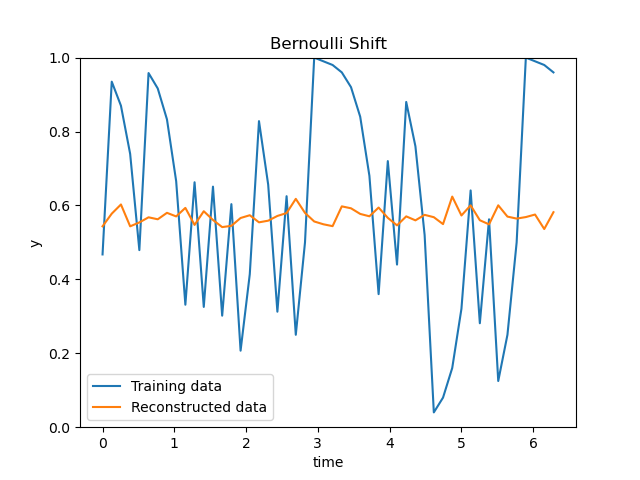 Bernoulli Shift
1.0
0.8
0.6
0.4
0.2
0.0
y
Training data
Reconstructed data
0 1 2 3 4 5 6
time